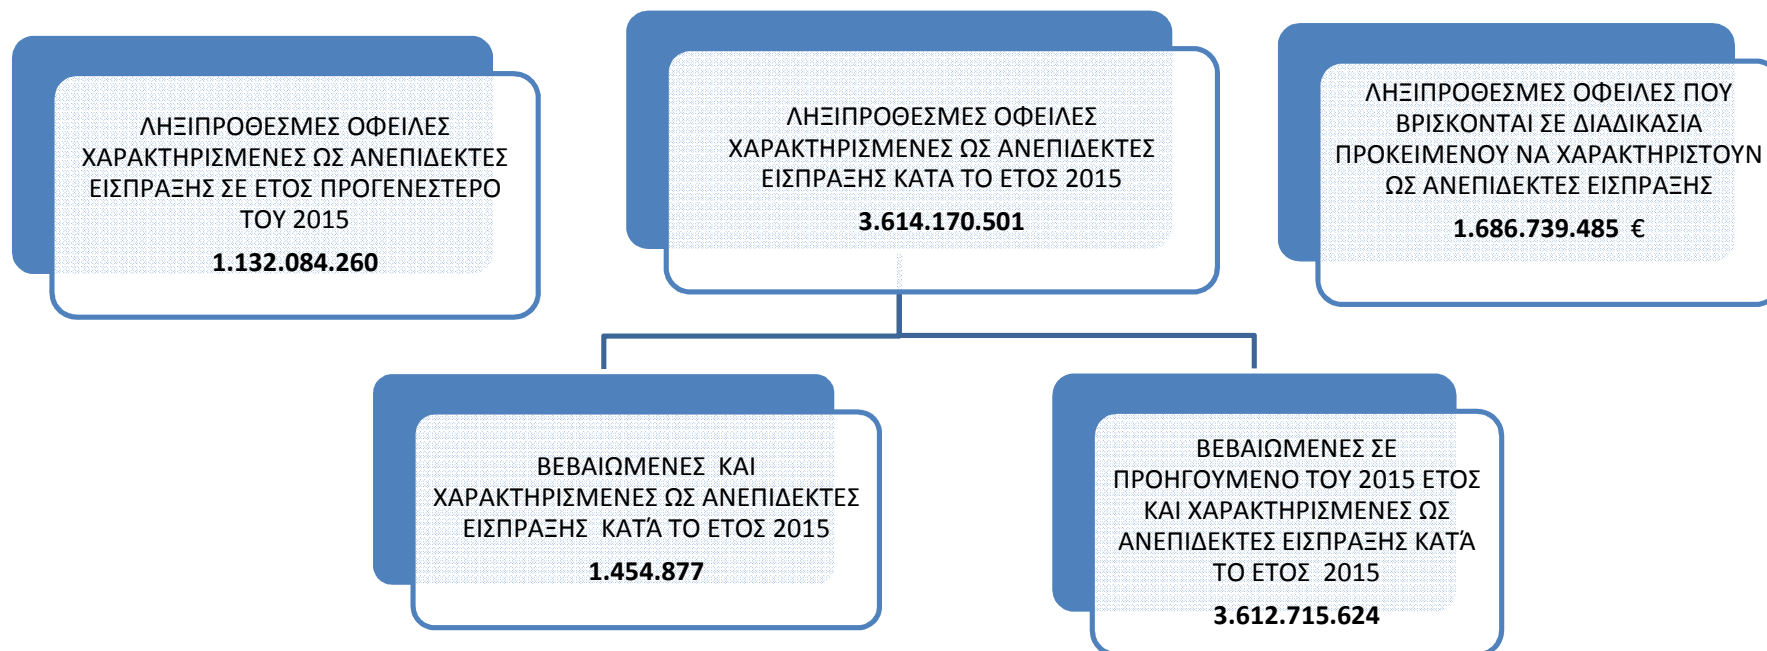 ΛΗΞΙΠΡΟΘΕΣΜΕΣ ΟΦΕΙΛΕΣ
ΧΑΡΑΚΤΗΡΙΣΜΕΝΕΣ ΩΣ ΑΝΕΠΙΔΕΚΤΕΣ
ΕΙΣΠΡΑΞΗΣ ΣΕ ΕΤΟΣ ΠΡΟΓΕΝΕΣΤΕΡΟ
ΤΟΥ 2015
1.132.084.260
ΛΗΞΙΠΡΟΘΕΣΜΕΣ ΟΦΕΙΛΕΣ
ΧΑΡΑΚΤΗΡΙΣΜΕΝΕΣ ΩΣ ΑΝΕΠΙΔΕΚΤΕΣ
ΕΙΣΠΡΑΞΗΣ ΚΑΤΑ ΤΟ ΕΤΟΣ 2015
3.614.170.501
ΛΗΞΙΠΡΟΘΕΣΜΕΣ ΟΦΕΙΛΕΣ ΠΟΥ
ΒΡΙΣΚΟΝΤΑΙ ΣΕ ΔΙΑΔΙΚΑΣΙΑ
ΠΡΟΚΕΙΜΕΝΟΥ ΝΑ ΧΑΡΑΚΤΗΡΙΣΤΟΥΝ
ΩΣ ΑΝΕΠΙΔΕΚΤΕΣ ΕΙΣΠΡΑΞΗΣ
1.686.739.485 €
ΒΕΒΑΙΩΜΕΝΕΣ ΚΑΙ
ΧΑΡΑΚΤΗΡΙΣΜΕΝΕΣ ΩΣ ΑΝΕΠΙΔΕΚΤΕΣ
ΕΙΣΠΡΑΞΗΣ ΚΑΤΆ ΤΟ ΕΤΟΣ 2015
1.454.877
ΒΕΒΑΙΩΜΕΝΕΣ ΣΕ
ΠΡΟΗΓΟΥΜΕΝΟ ΤΟΥ 2015 ΕΤΟΣ
ΚΑΙ ΧΑΡΑΚΤΗΡΙΣΜΕΝΕΣ ΩΣ
ΑΝΕΠΙΔΕΚΤΕΣ ΕΙΣΠΡΑΞΗΣ ΚΑΤΆ
ΤΟ ΕΤΟΣ 2015
3.612.715.624